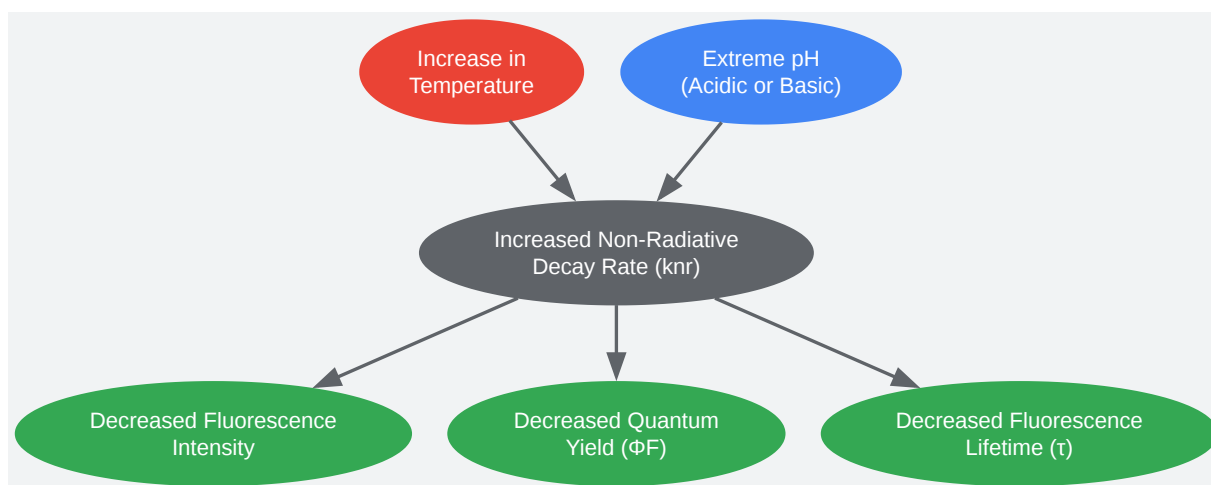 Increase in
Temperature
Extreme pH
(Acidic or Basic)
Increased Non-Radiative
Decay Rate (knr)
Decreased Fluorescence
Intensity
Decreased Quantum
Yield (ΦF)
Decreased Fluorescence
Lifetime (τ)